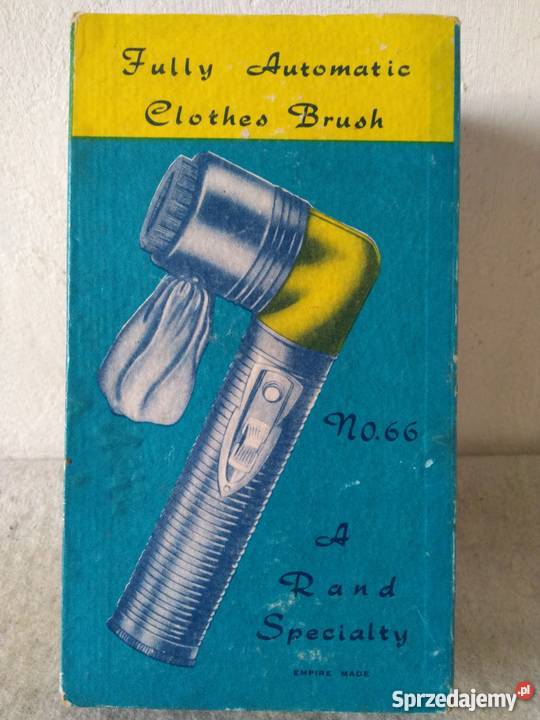 Fully Automatic
Clothes Brush
No.66
A
Rand
Specialty
EMPIRE MADE
Sprzedajemy.pl